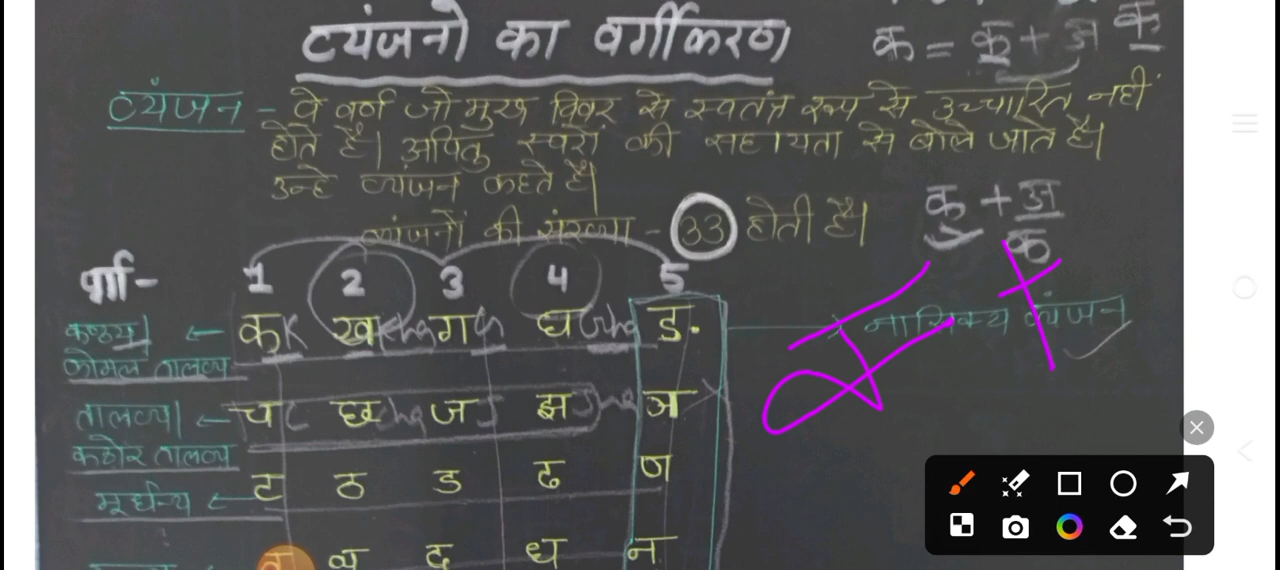 व्यंजनो का वर्गीकरण
क = क् + अ क
व्यंजन - वे वर्ण जो मुख विवर से स्वतंत्र रूप से उच्चारित नहीं
होते है। अपितु स्वरों की सहायता से बोले जाते है।
उन्हे व्यंजन कहते है।
व्यंजनों की संख्या - 33 होती है।
क् + अ
क
वर्ग - 1 2 3 4 5
कण्ठय। ← क K ख kha ग घ Gha ङ
नासिक्य व्यंजन
कोमल तालव्य
तालव्य। ← च C छ cha ज J झ Jha ञ
कठोर तालव्य
मूर्धन्य ← ट ठ ड ढ ण
त थ द ध न